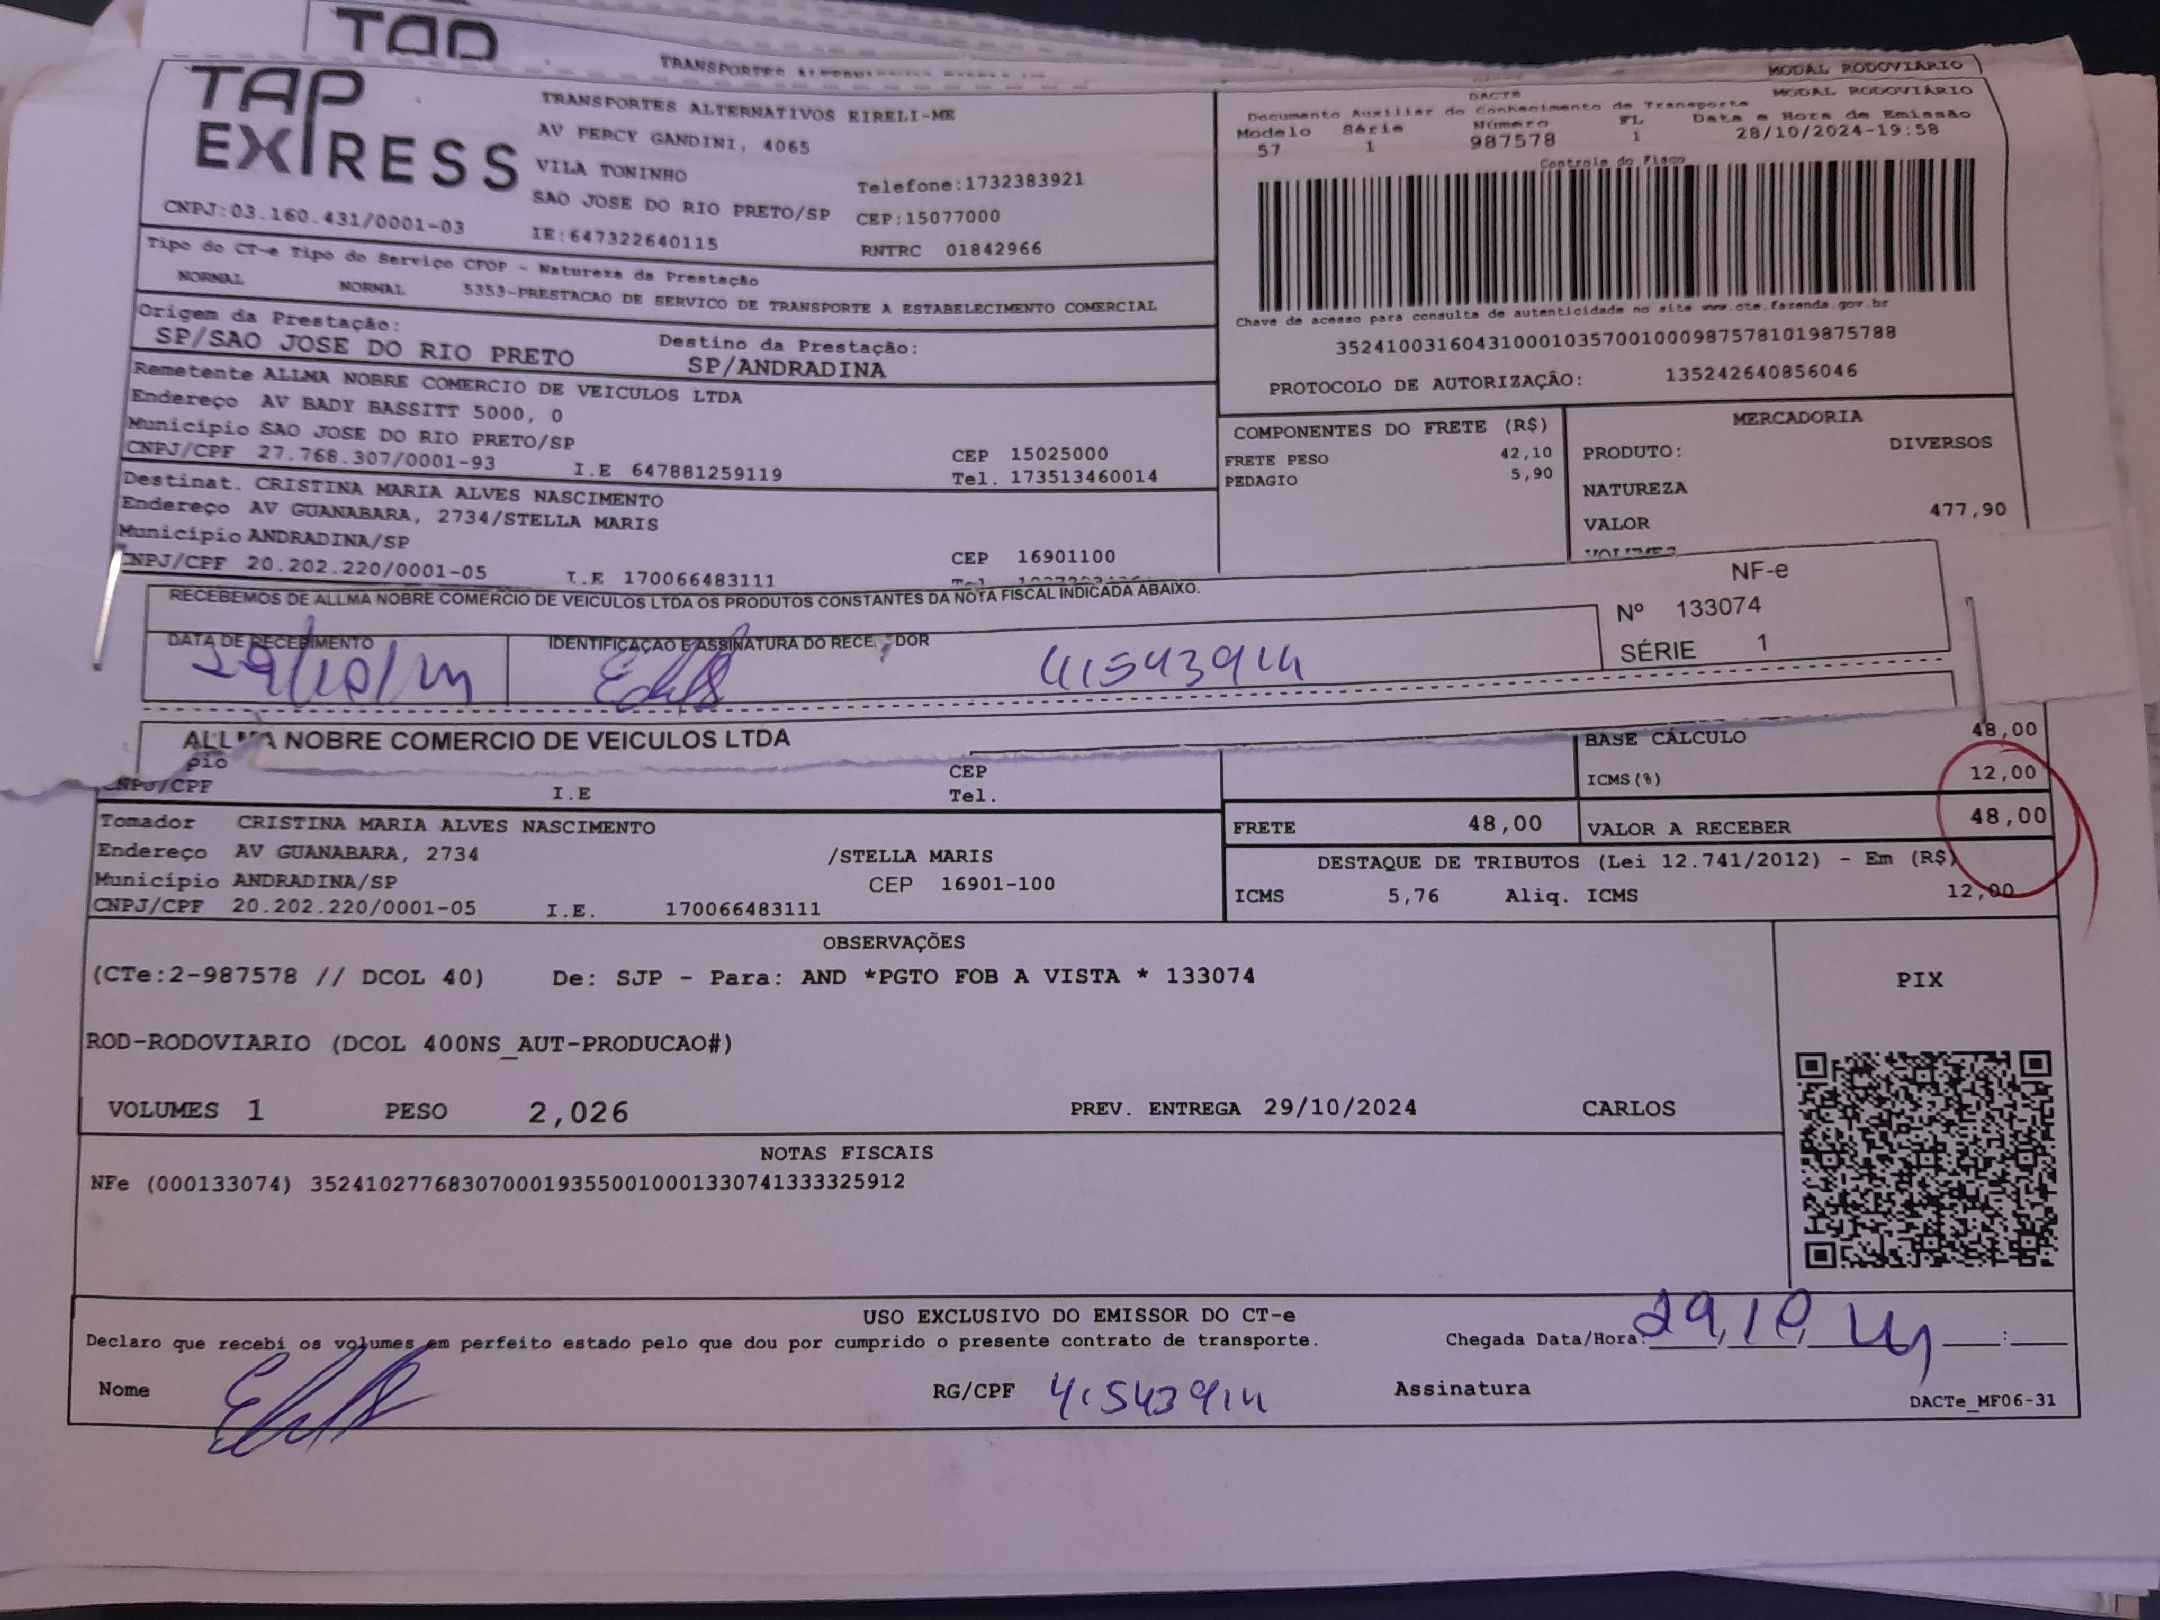 TAP
TRANSPORTES
MODAL RODOVIÁRIO
TAP
EXPRESS
TRANSPORTES ALTERNATIVOS EIRELI-ME
AV PERCY GANDINI, 4065
VILA TONINHO
Telefone:1732383921
SAO JOSE DO RIO PRETO/SP CEP:15077000
CNPJ:03.160.431/0001-03 IE:647322640115 RNTRC 01842966
DACTE MODAL RODOVIÁRIO
Documento Auxiliar do Conhecimento de Transporte
Modelo Série Número FL Data e Hora de Emissão
57 1 987578 1 28/10/2024-19:58
Controle do Fisco
Chave de acesso para consulta de autenticidade no site www.cte.fazenda.gov.br
35241003160431000103570010009875781019875788
PROTOCOLO DE AUTORIZAÇÃO: 135242640856046
Tipo do CT-e Tipo do Serviço CFOP - Natureza da Prestação
NORMAL NORMAL 5353-PRESTACAO DE SERVICO DE TRANSPORTE A ESTABELECIMENTO COMERCIAL
Origem da Prestação: Destino da Prestação:
SP/SAO JOSE DO RIO PRETO SP/ANDRADINA
Remetente ALLMA NOBRE COMERCIO DE VEICULOS LTDA
Endereço AV BADY BASSITT 5000, 0
Município SAO JOSE DO RIO PRETO/SP CEP 15025000
CNPJ/CPF 27.768.307/0001-93 I.E 647881259119 Tel. 173513460014
Destinat. CRISTINA MARIA ALVES NASCIMENTO
Endereço AV GUANABARA, 2734/STELLA MARIS
Município ANDRADINA/SP CEP 16901100
CNPJ/CPF 20.202.220/0001-05 I.E 170066483111
COMPONENTES DO FRETE (R$)
FRETE PESO 42,10
PEDAGIO 5,90
MERCADORIA
PRODUTO: DIVERSOS
NATUREZA
VALOR 477,90
VOLUMES
RECEBEMOS DE ALLMA NOBRE COMERCIO DE VEICULOS LTDA OS PRODUTOS CONSTANTES DA NOTA FISCAL INDICADA ABAIXO.
NF-e
Nº 133074
SÉRIE 1
DATA DE RECEBIMENTO IDENTIFICAÇÃO E ASSINATURA DO RECEBEDOR
29/10/24 41543914
ALLMA NOBRE COMERCIO DE VEICULOS LTDA
pio CEP
CNPJ/CPF I.E Tel.
BASE CÁLCULO 48,00
ICMS(%) 12,00
FRETE 48,00 VALOR A RECEBER 48,00
Tomador CRISTINA MARIA ALVES NASCIMENTO
Endereço AV GUANABARA, 2734 /STELLA MARIS
Município ANDRADINA/SP CEP 16901-100
CNPJ/CPF 20.202.220/0001-05 I.E. 170066483111
DESTAQUE DE TRIBUTOS (Lei 12.741/2012) - Em (R$)
ICMS 5,76 Aliq. ICMS 12,00
OBSERVAÇÕES
(CTe:2-987578 // DCOL 40) De: SJP - Para: AND *PGTO FOB A VISTA * 133074
PIX
ROD-RODOVIARIO (DCOL 400NS_AUT-PRODUCAO#)
VOLUMES 1 PESO 2,026 PREV. ENTREGA 29/10/2024 CARLOS
NOTAS FISCAIS
NFe (000133074) 35241027768307000193550010001330741333325912
USO EXCLUSIVO DO EMISSOR DO CT-e
Declaro que recebi os volumes em perfeito estado pelo que dou por cumprido o presente contrato de transporte. Chegada Data/Hora: 29/10/24
Nome RG/CPF 41543914 Assinatura
DACTe_MF06-31